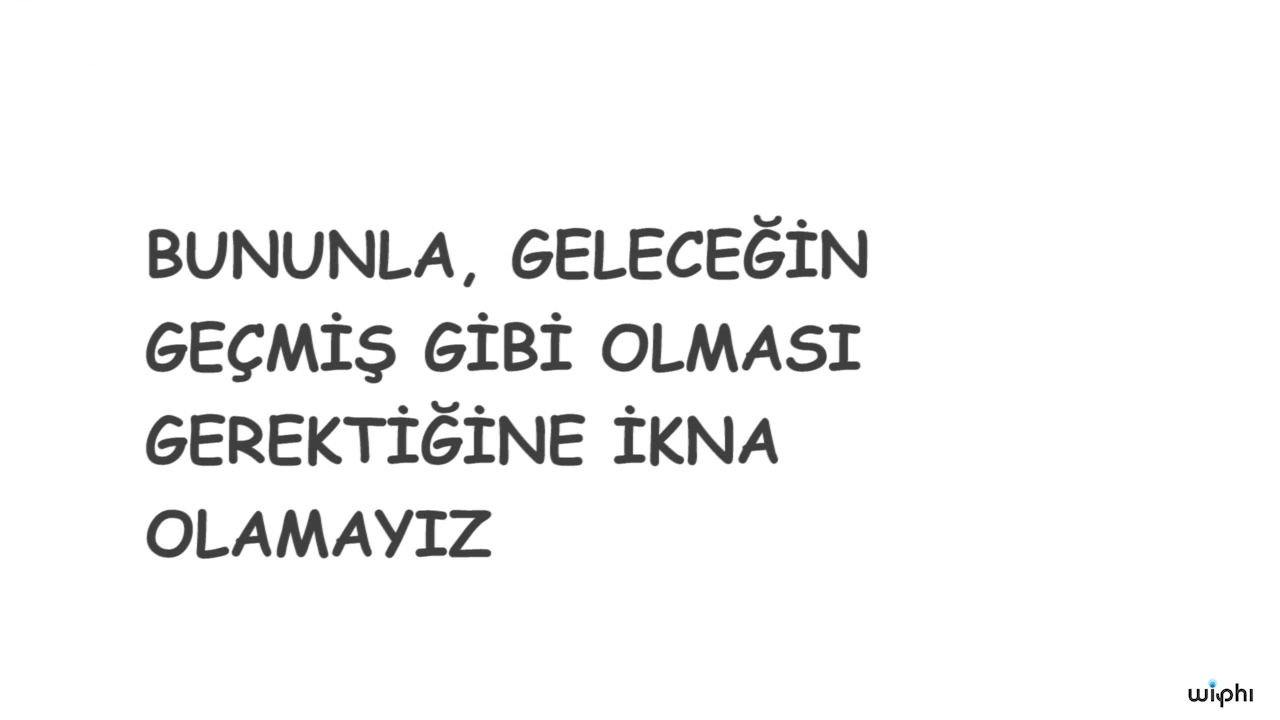 BUNUNLA, GELECEĞİN
GEÇMİŞ GİBİ OLMASI
GEREKTİĞİNE İKNA
OLAMAYIZ
wiphi